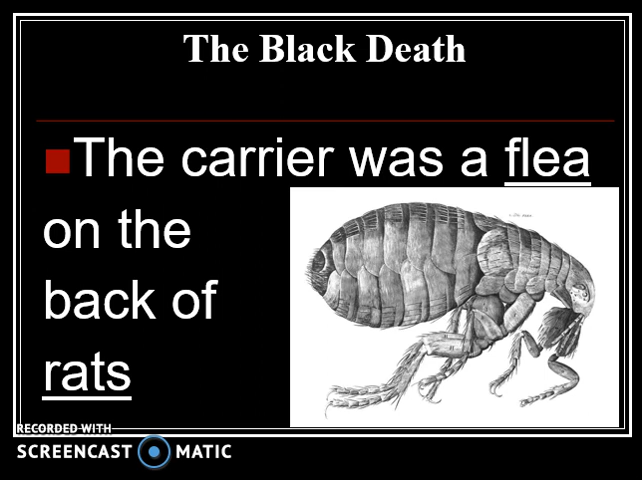 The Black Death
The carrier was a flea
on the
back of
rats
RECORDED WITH
SCREENCAST MATIC